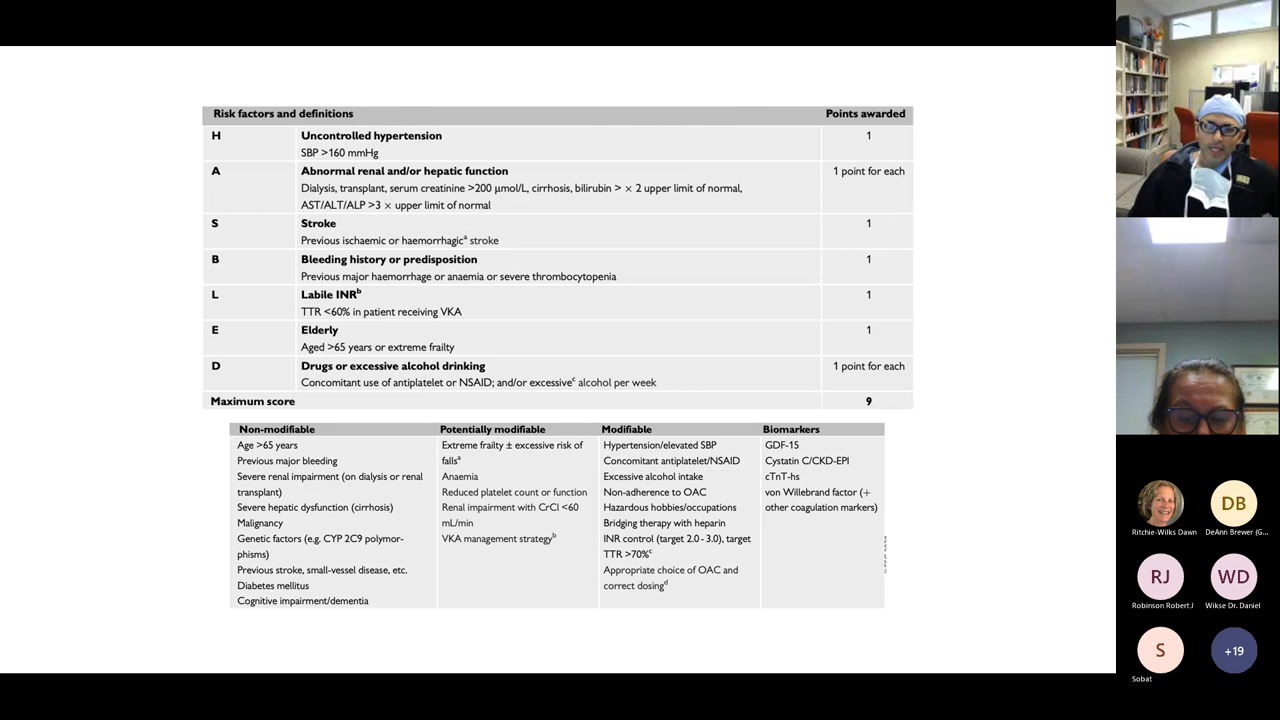 Risk factors and definitions Points awarded
H Uncontrolled hypertension 1
SBP >160 mmHg
A Abnormal renal and/or hepatic function 1 point for each
Dialysis, transplant, serum creatinine >200 µmol/L, cirrhosis, bilirubin > × 2 upper limit of normal,
AST/ALT/ALP >3 × upper limit of normal
S Stroke 1
Previous ischaemic or haemorrhagicᵃ stroke
B Bleeding history or predisposition 1
Previous major haemorrhage or anaemia or severe thrombocytopenia
L Labile INRᵇ 1
TTR <60% in patient receiving VKA
E Elderly 1
Aged >65 years or extreme frailty
D Drugs or excessive alcohol drinking 1 point for each
Concomitant use of antiplatelet or NSAID; and/or excessiveᶜ alcohol per week
Maximum score 9
Non-modifiable
Age >65 years
Previous major bleeding
Severe renal impairment (on dialysis or renal
transplant)
Severe hepatic dysfunction (cirrhosis)
Malignancy
Genetic factors (e.g. CYP 2C9 polymor-
phisms)
Previous stroke, small-vessel disease, etc.
Diabetes mellitus
Cognitive impairment/dementia
Potentially modifiable
Extreme frailty ± excessive risk of
fallsᵃ
Anaemia
Reduced platelet count or function
Renal impairment with CrCl <60
mL/min
VKA management strategyᵇ
Modifiable
Hypertension/elevated SBP
Concomitant antiplatelet/NSAID
Excessive alcohol intake
Non-adherence to OAC
Hazardous hobbies/occupations
Bridging therapy with heparin
INR control (target 2.0 - 3.0), target
TTR >70%ᶜ
Appropriate choice of OAC and
correct dosingᵈ
Biomarkers
GDF-15
Cystatin C/CKD-EPI
cTnT-hs
von Willebrand factor (+
other coagulation markers)
Ritchie-Wilks Dawn
DB
DeAnn Brewer (G...
RJ
Robinson Robert J
WD
Wikse Dr. Daniel
S
Sobat
+19